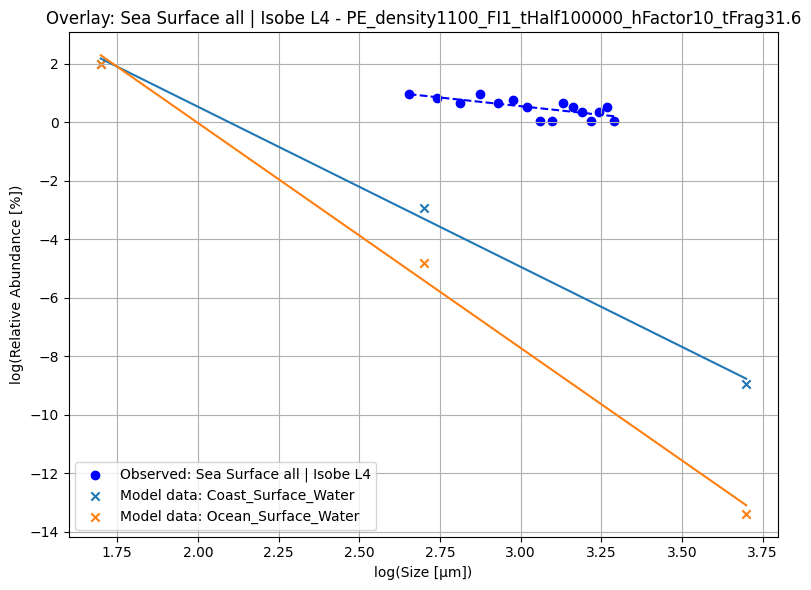 Overlay: Sea Surface all | Isobe L4 - PE_density1100_FI1_tHalf100000_hFactor10_tFrag31.6
log(Relative Abundance [%])
2
0
−2
−4
−6
−8
−10
−12
−14
Observed: Sea Surface all | Isobe L4
Model data: Coast_Surface_Water
Model data: Ocean_Surface_Water
1.75 2.00 2.25 2.50 2.75 3.00 3.25 3.50 3.75
log(Size [μm])